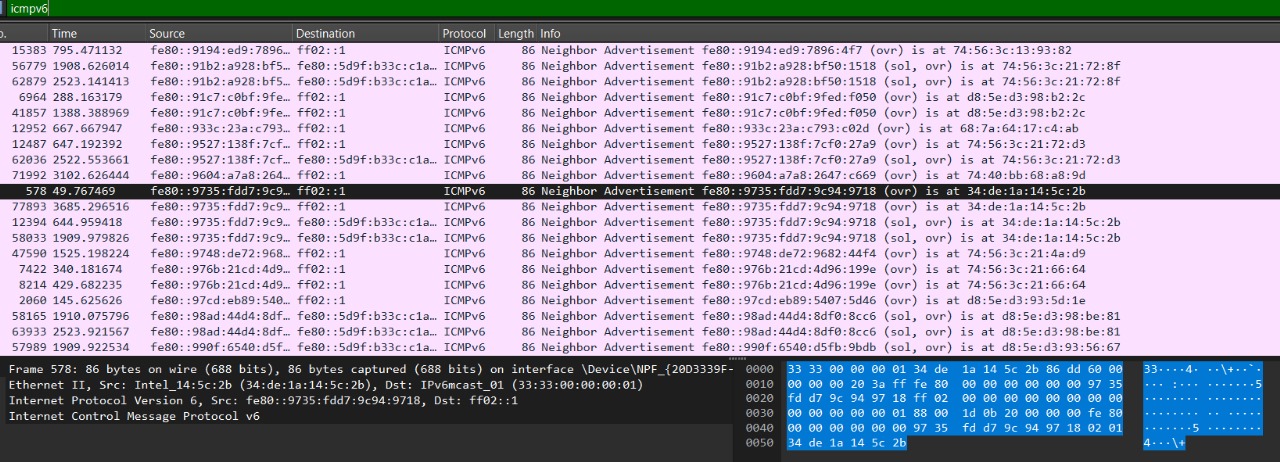 icmpv6
o. Time Source Destination Protocol Length Info
15383 795.471132 fe80::9194:ed9:7896… ff02::1 ICMPv6 86 Neighbor Advertisement fe80::9194:ed9:7896:4f7 (ovr) is at 74:56:3c:13:93:82
56779 1908.626014 fe80::91b2:a928:bf5… fe80::5d9f:b33c:c1a… ICMPv6 86 Neighbor Advertisement fe80::91b2:a928:bf50:1518 (sol, ovr) is at 74:56:3c:21:72:8f
62879 2523.141413 fe80::91b2:a928:bf5… fe80::5d9f:b33c:c1a… ICMPv6 86 Neighbor Advertisement fe80::91b2:a928:bf50:1518 (sol, ovr) is at 74:56:3c:21:72:8f
6964 288.163179 fe80::91c7:c0bf:9fe… ff02::1 ICMPv6 86 Neighbor Advertisement fe80::91c7:c0bf:9fed:f050 (ovr) is at d8:5e:d3:98:b2:2c
41857 1388.388969 fe80::91c7:c0bf:9fe… ff02::1 ICMPv6 86 Neighbor Advertisement fe80::91c7:c0bf:9fed:f050 (ovr) is at d8:5e:d3:98:b2:2c
12952 667.667947 fe80::933c:23a:c793… ff02::1 ICMPv6 86 Neighbor Advertisement fe80::933c:23a:c793:c02d (ovr) is at 68:7a:64:17:c4:ab
12487 647.192392 fe80::9527:138f:7cf… ff02::1 ICMPv6 86 Neighbor Advertisement fe80::9527:138f:7cf0:27a9 (ovr) is at 74:56:3c:21:72:d3
62036 2522.553661 fe80::9527:138f:7cf… fe80::5d9f:b33c:c1a… ICMPv6 86 Neighbor Advertisement fe80::9527:138f:7cf0:27a9 (sol, ovr) is at 74:56:3c:21:72:d3
71992 3102.626444 fe80::9604:a7a8:264… ff02::1 ICMPv6 86 Neighbor Advertisement fe80::9604:a7a8:2647:c669 (ovr) is at 74:40:bb:68:a8:9d
578 49.767469 fe80::9735:fdd7:9c9… ff02::1 ICMPv6 86 Neighbor Advertisement fe80::9735:fdd7:9c94:9718 (ovr) is at 34:de:1a:14:5c:2b
77893 3685.296516 fe80::9735:fdd7:9c9… ff02::1 ICMPv6 86 Neighbor Advertisement fe80::9735:fdd7:9c94:9718 (ovr) is at 34:de:1a:14:5c:2b
12394 644.959418 fe80::9735:fdd7:9c9… fe80::5d9f:b33c:c1a… ICMPv6 86 Neighbor Advertisement fe80::9735:fdd7:9c94:9718 (sol, ovr) is at 34:de:1a:14:5c:2b
58033 1909.979826 fe80::9735:fdd7:9c9… fe80::5d9f:b33c:c1a… ICMPv6 86 Neighbor Advertisement fe80::9735:fdd7:9c94:9718 (sol, ovr) is at 34:de:1a:14:5c:2b
47590 1525.198224 fe80::9748:de72:968… ff02::1 ICMPv6 86 Neighbor Advertisement fe80::9748:de72:9682:44f4 (ovr) is at 74:56:3c:21:4a:d9
7422 340.181674 fe80::976b:21cd:4d9… ff02::1 ICMPv6 86 Neighbor Advertisement fe80::976b:21cd:4d96:199e (ovr) is at 74:56:3c:21:66:64
8214 429.682235 fe80::976b:21cd:4d9… ff02::1 ICMPv6 86 Neighbor Advertisement fe80::976b:21cd:4d96:199e (ovr) is at 74:56:3c:21:66:64
2060 145.625626 fe80::97cd:eb89:540… ff02::1 ICMPv6 86 Neighbor Advertisement fe80::97cd:eb89:5407:5d46 (ovr) is at d8:5e:d3:93:5d:1e
58165 1910.075796 fe80::98ad:44d4:8df… fe80::5d9f:b33c:c1a… ICMPv6 86 Neighbor Advertisement fe80::98ad:44d4:8df0:8cc6 (sol, ovr) is at d8:5e:d3:98:be:81
63933 2523.921567 fe80::98ad:44d4:8df… fe80::5d9f:b33c:c1a… ICMPv6 86 Neighbor Advertisement fe80::98ad:44d4:8df0:8cc6 (sol, ovr) is at d8:5e:d3:98:be:81
57989 1909.922534 fe80::990f:6540:d5f… fe80::5d9f:b33c:c1a… ICMPv6 86 Neighbor Advertisement fe80::990f:6540:d5fb:9bdb (sol, ovr) is at d8:5e:d3:93:56:67
Frame 578: 86 bytes on wire (688 bits), 86 bytes captured (688 bits) on interface \Device\NPF_{20D3339F-
Ethernet II, Src: Intel_14:5c:2b (34:de:1a:14:5c:2b), Dst: IPv6mcast_01 (33:33:00:00:00:01)
Internet Protocol Version 6, Src: fe80::9735:fdd7:9c94:9718, Dst: ff02::1
Internet Control Message Protocol v6
0000 33 33 00 00 00 01 34 de 1a 14 5c 2b 86 dd 60 00 33····4· ··\+··`·
0010 00 00 00 20 3a ff fe 80 00 00 00 00 00 00 97 35 ··· :··· ·······5
0020 fd d7 9c 94 97 18 ff 02 00 00 00 00 00 00 00 00 ········ ········
0030 00 00 00 00 00 01 88 00 1d 0b 20 00 00 00 fe 80 ········ ·· ·····
0040 00 00 00 00 00 00 97 35 fd d7 9c 94 97 18 02 01 ·······5 ········
0050 34 de 1a 14 5c 2b 4···\+